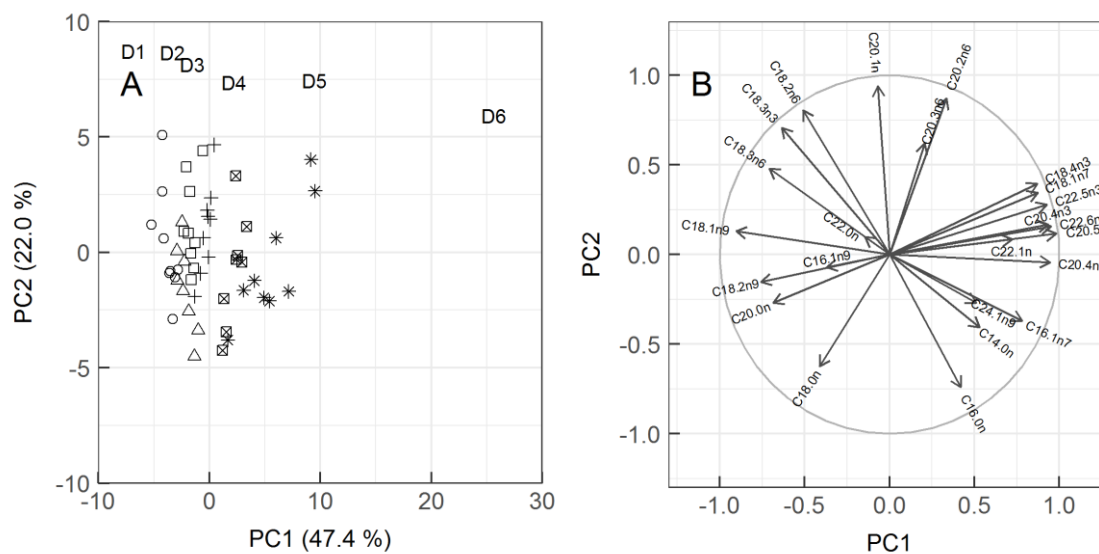 D1
D2
D3
D4
D5
D6
A
10
5
0
-5
-10
-10
0
10
20
30
PC1 (47.4 %)
PC2 (22.0 %)
B
C20.1n
C20.2n6
C18.2n6
C18.3n3
C20.3n6
C18.3n6
C18.4n3
C18.1n7
C22.5n3
C20.4n3
C22.6n
C20.5
C18.1n9
C22.0n
C22.1n
C16.1n9
C20.4n
C18.2n9
C20.0n
C24.1n9
C16.1n7
C14.0n
C18.0n
C16.0n
1.0
0.5
0.0
-0.5
-1.0
-1.0
-0.5
0.0
0.5
1.0
PC1
PC2